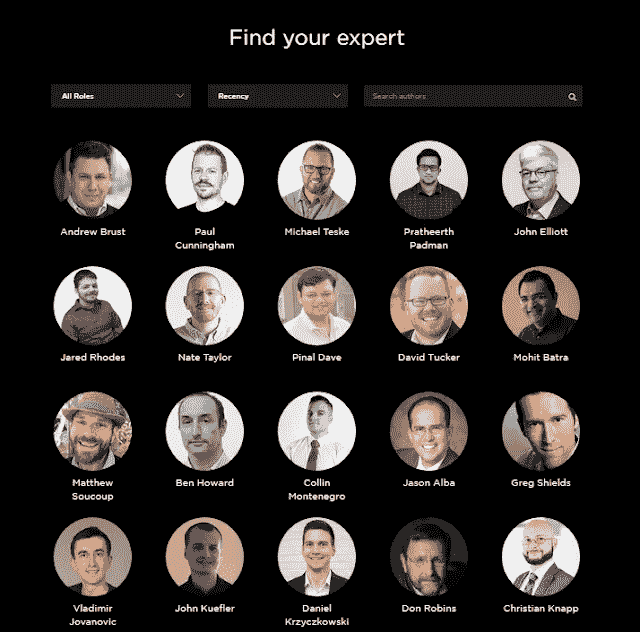 Find your expert
All Roles
Recency
Search authors
Andrew Brust
Paul
Cunningham
Michael Teske
Pratheerth
Padman
John Elliott
Jared Rhodes
Nate Taylor
Pinal Dave
David Tucker
Mohit Batra
Matthew
Soucoup
Ben Howard
Collin
Montenegro
Jason Alba
Greg Shields
Vladimir
Jovanovic
John Kuefler
Daniel
Krzyczkowski
Don Robins
Christian Knapp